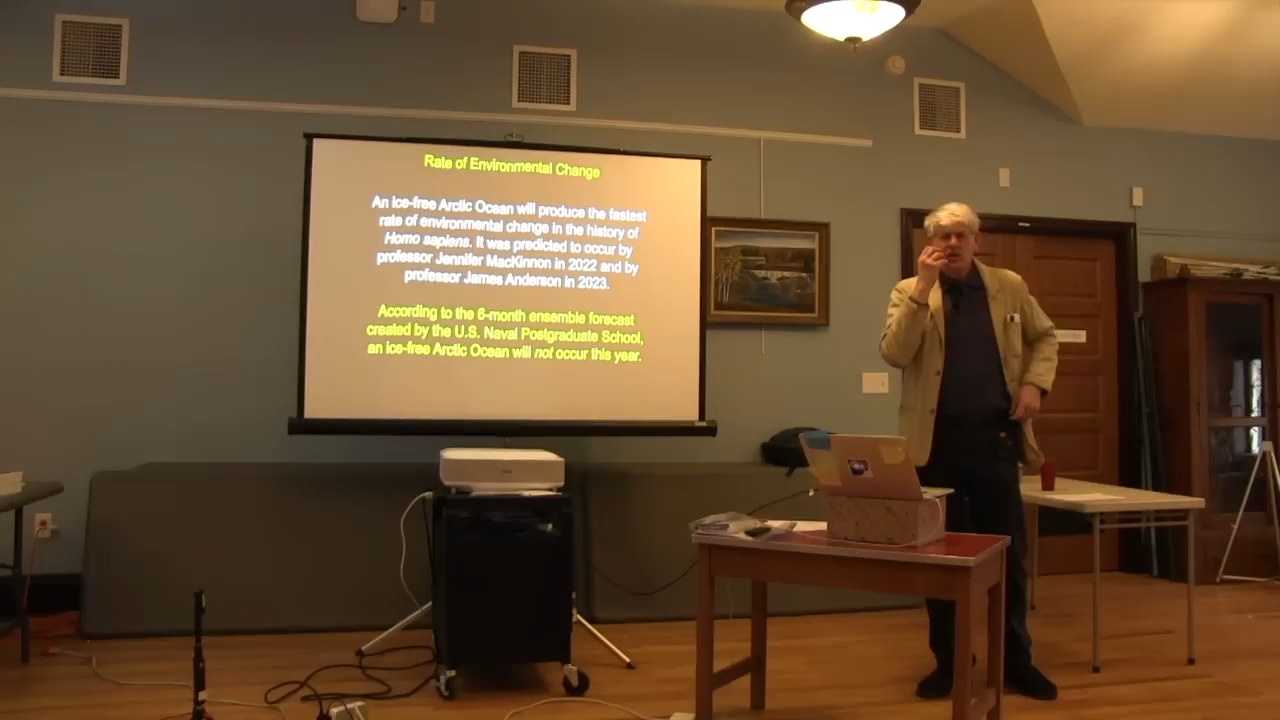 Rate of Environmental Change
An ice-free Arctic Ocean will produce the fastest
rate of environmental change in the history of
Homo sapiens. It was predicted to occur by
professor Jennifer MacKinnon in 2022 and by
professor James Anderson in 2023.
According to the 6-month ensemble forecast
created by the U.S. Naval Postgraduate School,
an ice-free Arctic Ocean will not occur this year.